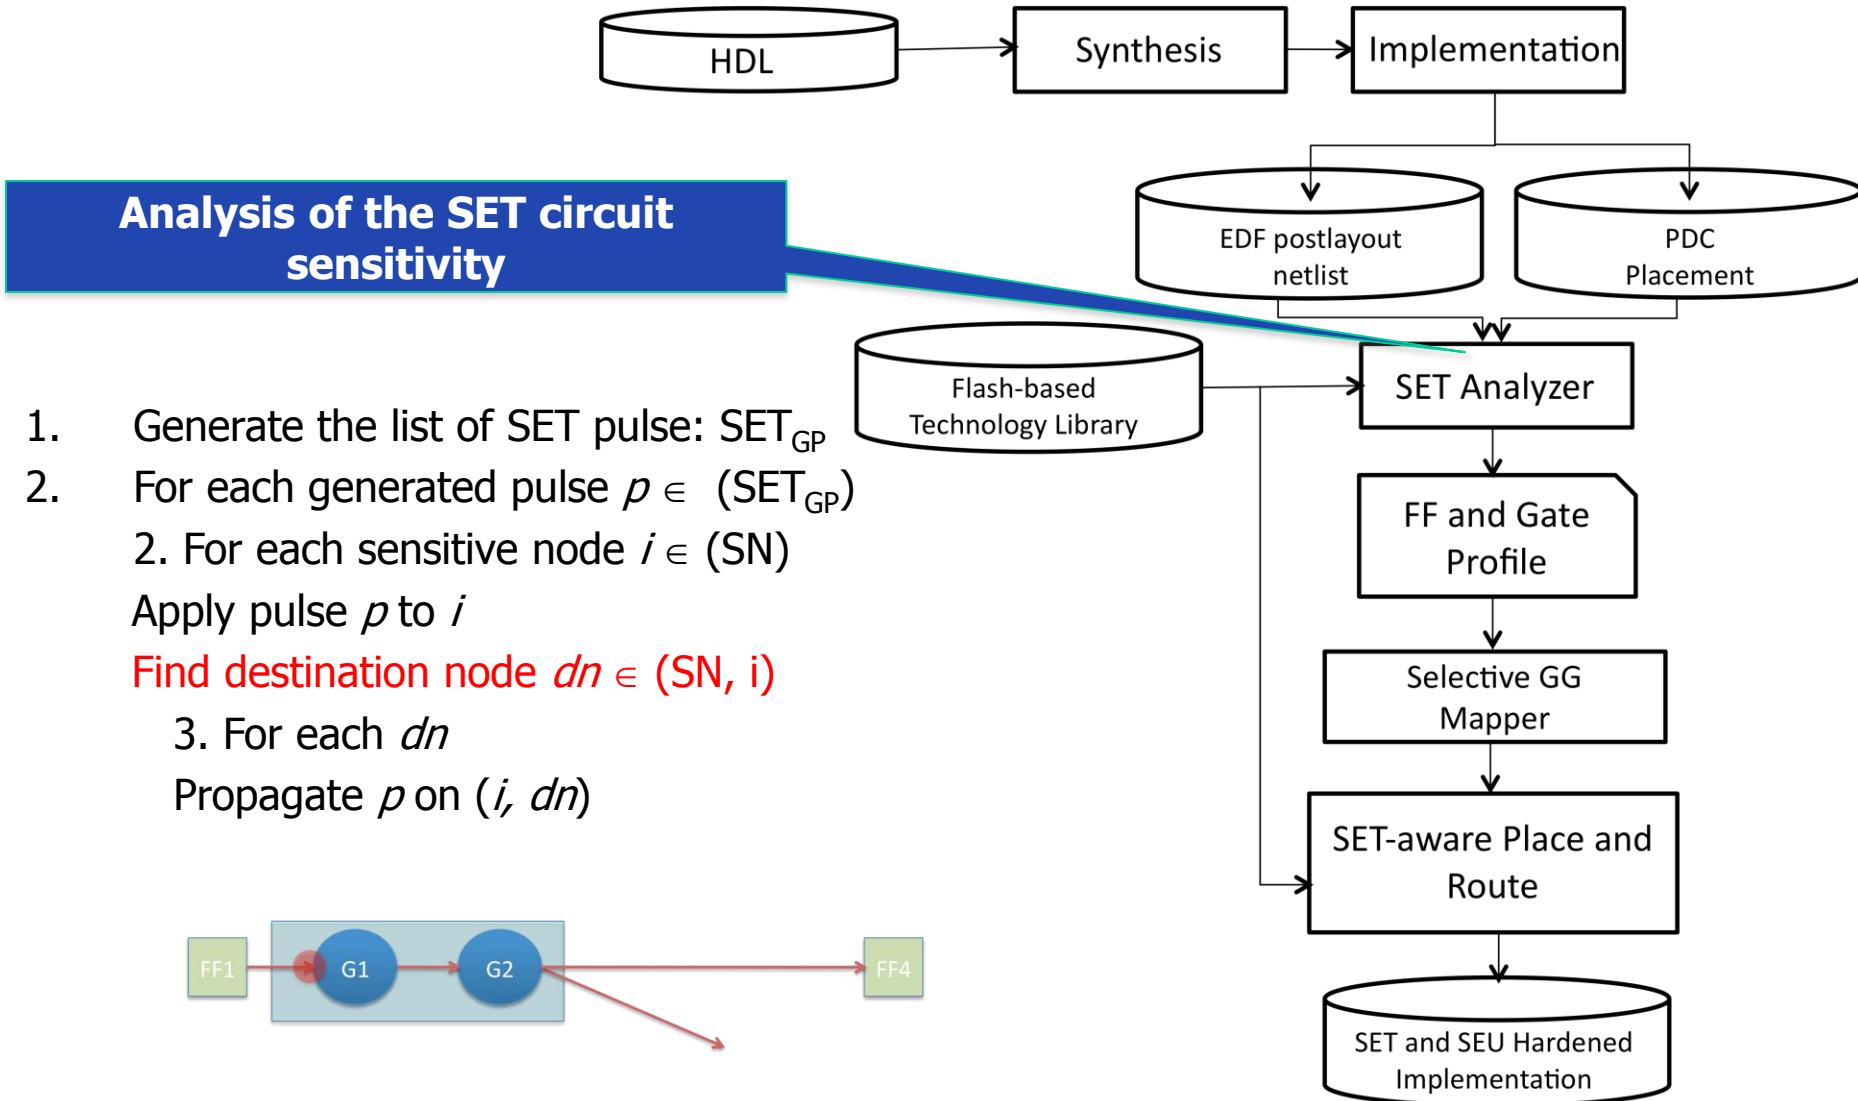 HDL
Synthesis
Implementation
Analysis of the SET circuit
sensitivity
EDF postlayout
netlist
PDC
Placement
Flash-based
Technology Library
SET Analyzer
1. Generate the list of SET pulse: SET_GP
2. For each generated pulse p ∈ (SET_GP)
2. For each sensitive node i ∈ (SN)
Apply pulse p to i
Find destination node dn ∈ (SN, i)
3. For each dn
Propagate p on (i, dn)
FF and Gate
Profile
Selective GG
Mapper
SET-aware Place and
Route
SET and SEU Hardened
Implementation
FF1
G1
G2
FF4